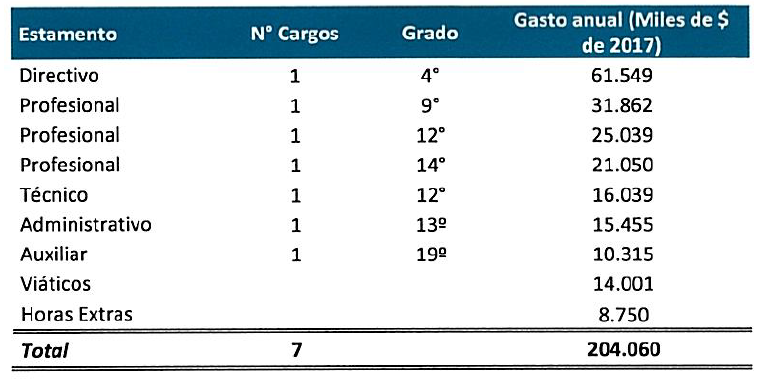 Estamento N° Cargos Grado Gasto anual (Miles de $ de 2017)
Directivo 1 4° 61.549
Profesional 1 9° 31.862
Profesional 1 12° 25.039
Profesional 1 14° 21.050
Técnico 1 12° 16.039
Administrativo 1 13º 15.455
Auxiliar 1 19º 10.315
Viáticos 14.001
Horas Extras 8.750
Total 7 204.060